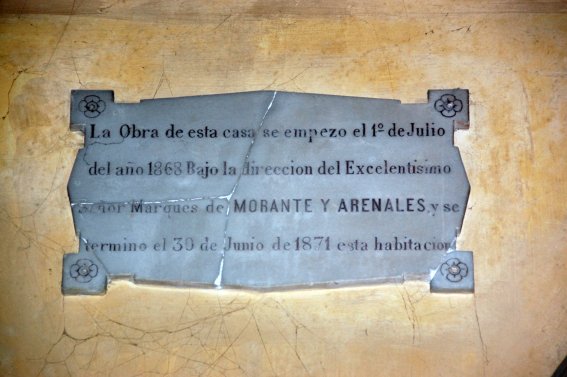 La Obra de esta casa se empezo el 1º de Julio
del año 1868 Bajo la direccion del Excelentisimo
Señor Marques de MORANTE Y ARENALES, y se
termino el 30 de Junio de 1871 esta habitacion